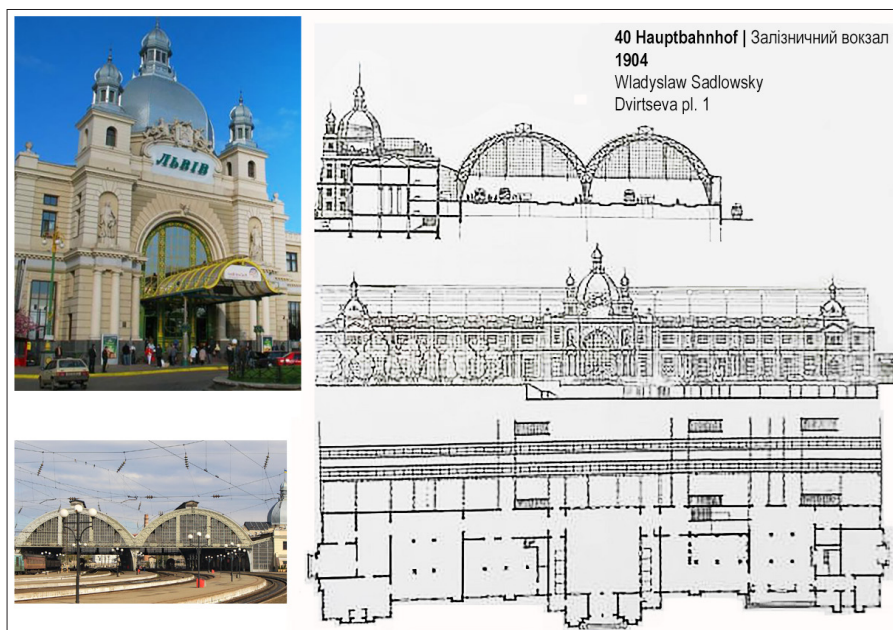 40 Hauptbahnhof | Залізничний вокзал
1904
Wladyslaw Sadlowsky
Dvirtseva pl. 1
ЛЬВІВ